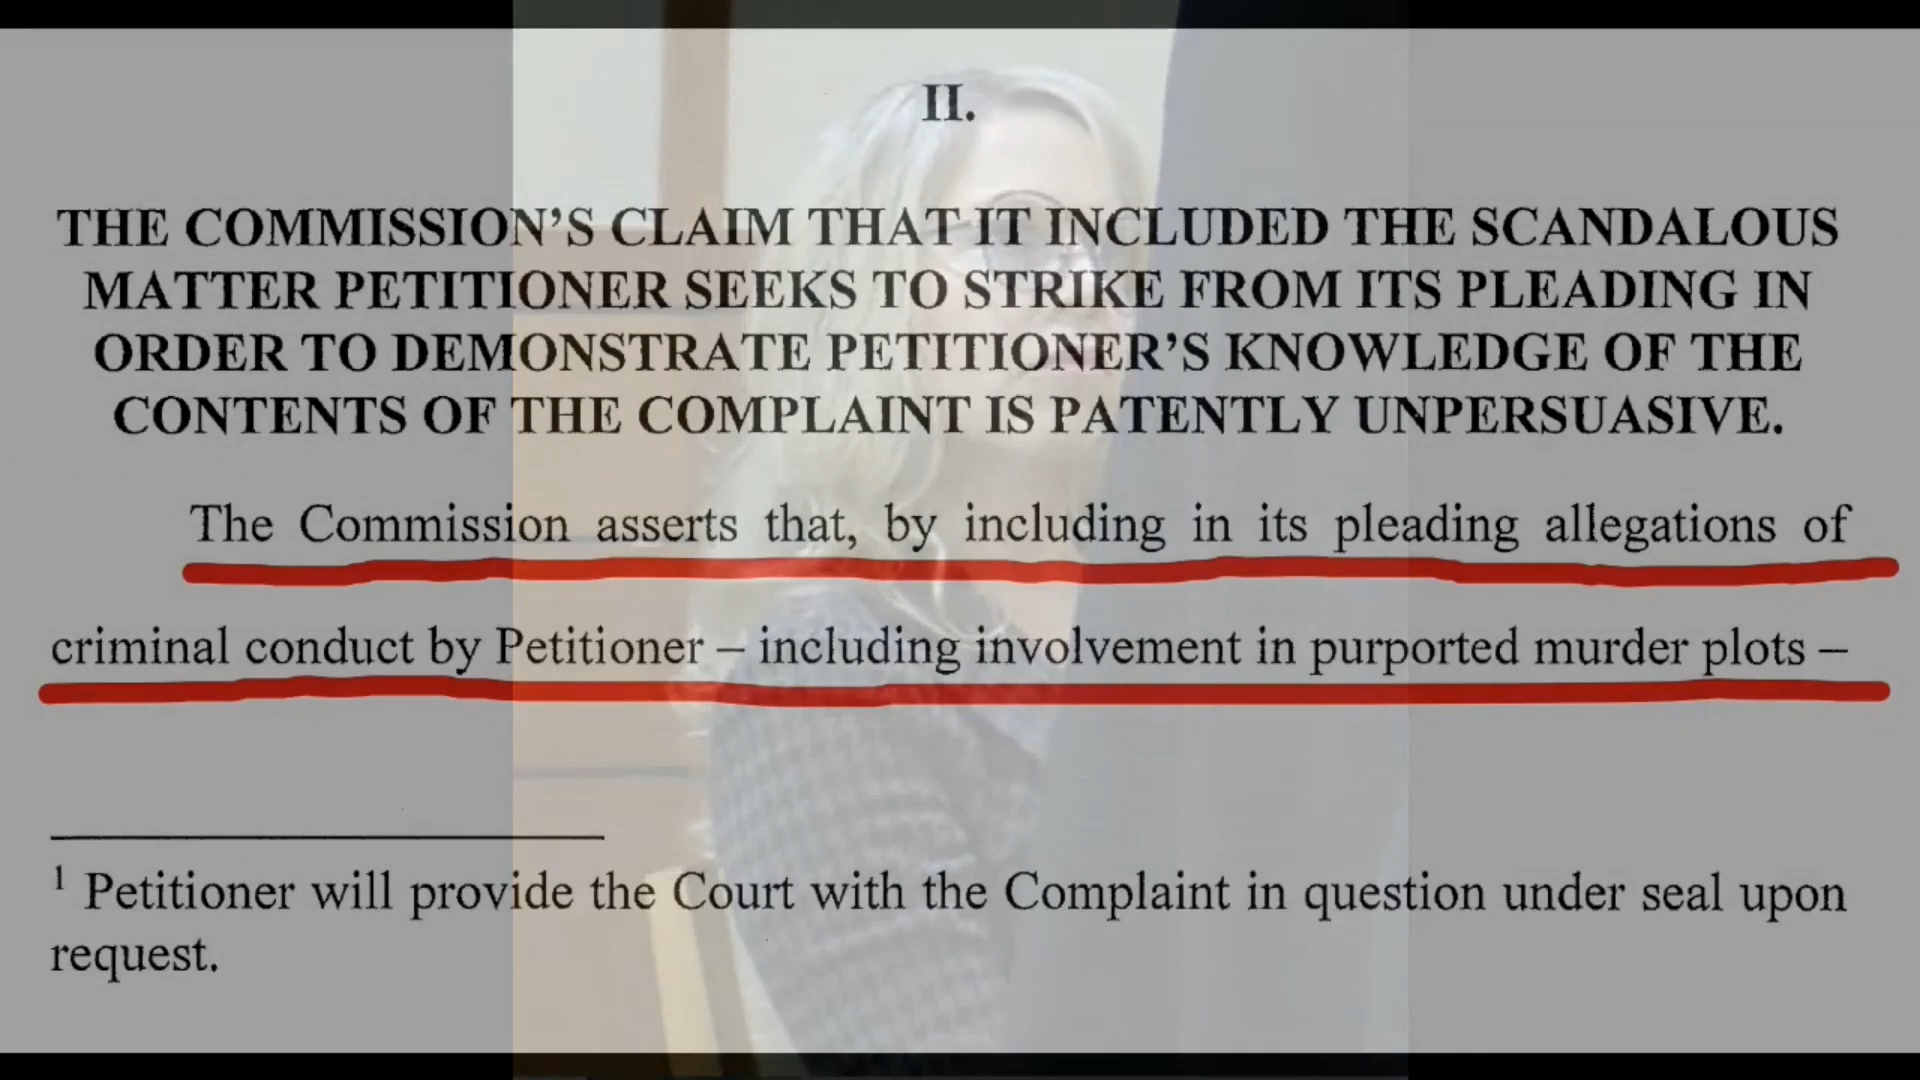 II.
THE COMMISSION’S CLAIM THAT IT INCLUDED THE SCANDALOUS
MATTER PETITIONER SEEKS TO STRIKE FROM ITS PLEADING IN
ORDER TO DEMONSTRATE PETITIONER’S KNOWLEDGE OF THE
CONTENTS OF THE COMPLAINT IS PATENTLY UNPERSUASIVE.
The Commission asserts that, by including in its pleading allegations of
criminal conduct by Petitioner – including involvement in purported murder plots –
1 Petitioner will provide the Court with the Complaint in question under seal upon
request.